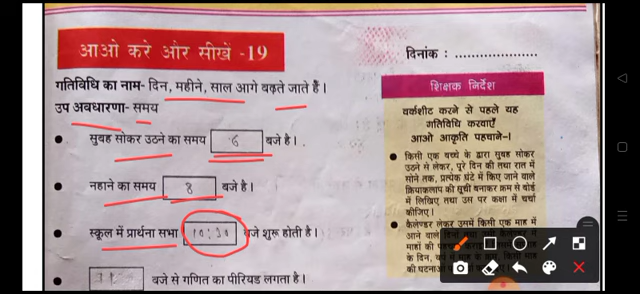 आओ करे और सीखें -19
दिनांक : ....................
गतिविधि का नाम- दिन, महीने, साल आगे बढ़ते जाते हैं।
उप अवधारणा- समय
सुबह सोकर उठने का समय 6 बजे है।
नहाने का समय 8 बजे है।
स्कूल में प्रार्थना सभा 10:30 बजे शुरू होती है।
बजे से गणित का पीरियड लगता है।
शिक्षक निर्देश
वर्कशीट करने से पहले यह
गतिविधि करवाएँ
आओ आकृति पहचाने-I
किसी एक बच्चे के द्वारा सुबह सोकर
उठने से लेकर, पुरे दिन की तथा रात में
सोने तक, प्रत्येक घंटे में किए जाने वाले
क्रियाकलाप की सूची बनाकर क्रम से बोर्ड
में लिखिए तथा उस पर कक्षा में चर्चा
कीजिए।
कैलेण्डर लेकर उसमें किसी एक माह में
आने वाले
माहों की
के दिन,
की घटनाओं